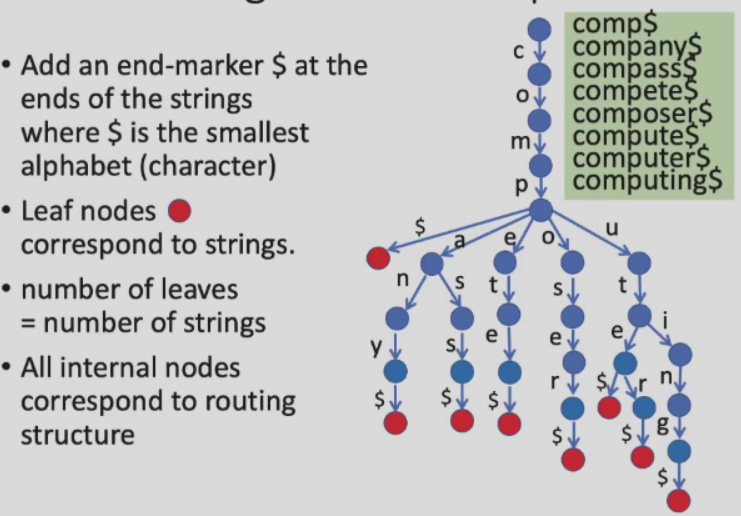 • Add an end-marker $ at the
ends of the strings
where $ is the smallest
alphabet (character)
• Leaf nodes
correspond to strings.
• number of leaves
= number of strings
• All internal nodes
correspond to routing
structure
comp$
company$
compass$
compete$
composer$
compute$
computer$
computing$
c
o
m
p
$ a e o u
n s t s t
y s e e e i
$ $ $ r $ r n
$ $ g
$